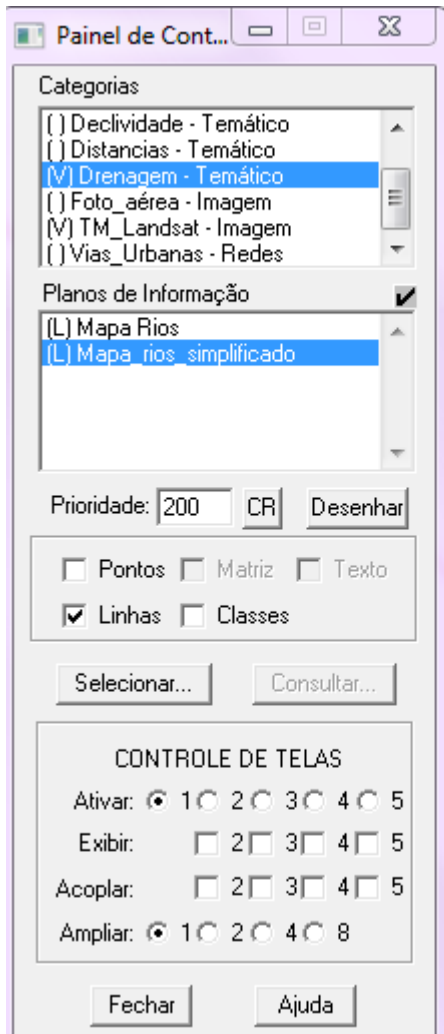 Painel de Cont...
Categorias
( ) Declividade - Temático
( ) Distancias - Temático
(V) Drenagem - Temático
( ) Foto_aérea - Imagem
(V) TM_Landsat - Imagem
( ) Vias_Urbanas - Redes
Planos de Informação
(L) Mapa Rios
(L) Mapa_rios_simplificado
Prioridade: 200 CR Desenhar
Pontos Matriz Texto
Linhas Classes
Selecionar... Consultar...
CONTROLE DE TELAS
Ativar: 1 2 3 4 5
Exibir: 2 3 4 5
Acoplar: 2 3 4 5
Ampliar: 1 2 4 8
Fechar Ajuda